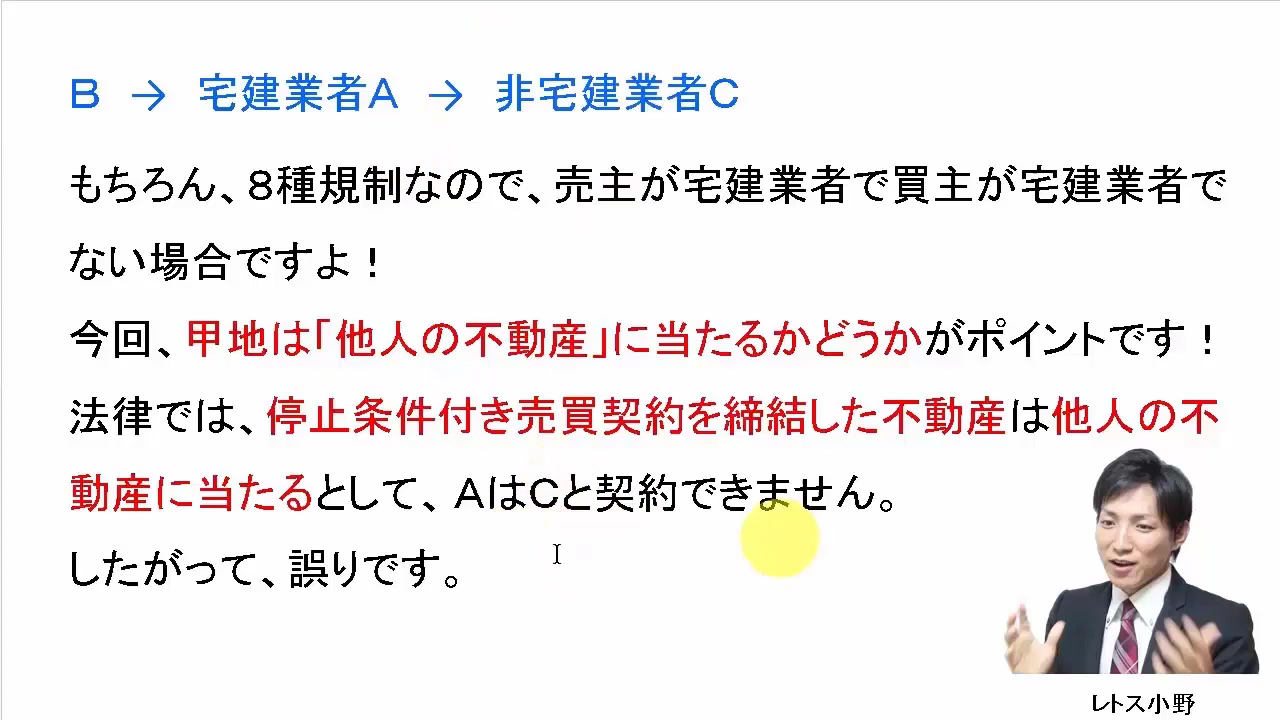 B → 宅建業者A → 非宅建業者C
もちろん、８種規制なので、売主が宅建業者で買主が宅建業者で
ない場合ですよ！
今回、甲地は「他人の不動産」に当たるかどうかがポイントです！
法律では、停止条件付き売買契約を締結した不動産は他人の不
動産に当たるとして、ＡはＣと契約できません。
したがって、誤りです。
レトス小野